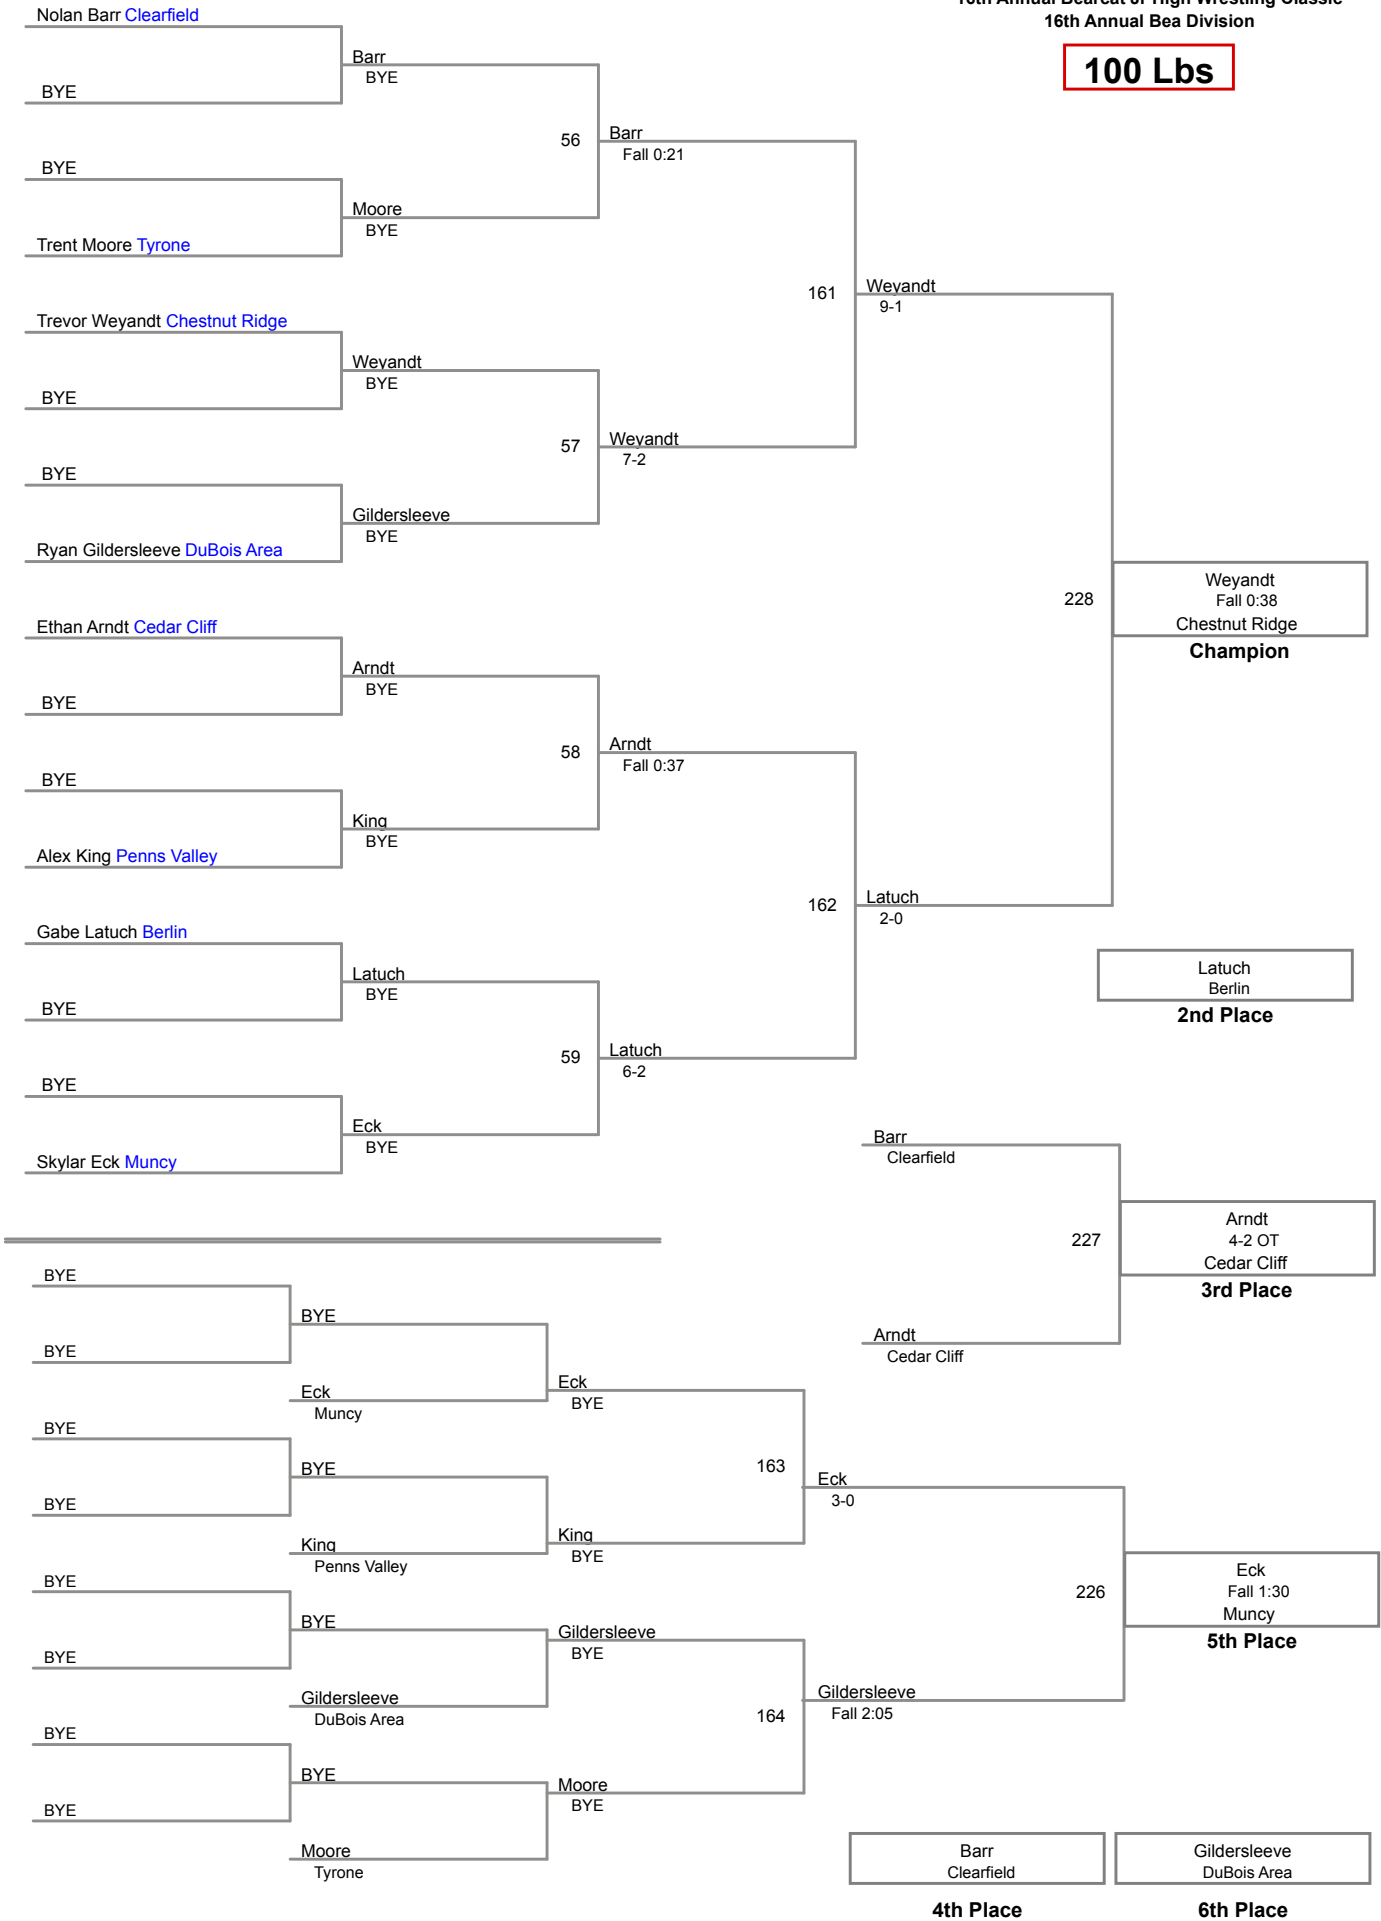 16th Annual Bearcat Jr High Wrestling Classic
16th Annual Bea Division
100 Lbs
Nolan Barr Clearfield
BYE
BYE
Trent Moore Tyrone
Trevor Weyandt Chestnut Ridge
BYE
BYE
Ryan Gildersleeve DuBois Area
Ethan Arndt Cedar Cliff
BYE
BYE
Alex King Penns Valley
Gabe Latuch Berlin
BYE
BYE
Skylar Eck Muncy
Barr
BYE
Moore
BYE
Weyandt
BYE
Gildersleeve
BYE
Arndt
BYE
King
BYE
Latuch
BYE
Eck
BYE
56
57
58
59
Barr
Fall 0:21
Weyandt
7-2
Arndt
Fall 0:37
Latuch
6-2
161
162
Weyandt
9-1
Latuch
2-0
228
Weyandt
Fall 0:38
Chestnut Ridge
Champion
Latuch
Berlin
2nd Place
Barr
Clearfield
Arndt
Cedar Cliff
227
Arndt
4-2 OT
Cedar Cliff
3rd Place
BYE
BYE
BYE
BYE
BYE
BYE
BYE
BYE
BYE
Eck
Muncy
BYE
King
Penns Valley
BYE
Gildersleeve
DuBois Area
BYE
Moore
Tyrone
Eck
BYE
King
BYE
Gildersleeve
BYE
Moore
BYE
163
164
Eck
3-0
Gildersleeve
Fall 2:05
226
Eck
Fall 1:30
Muncy
5th Place
Barr
Clearfield
4th Place
Gildersleeve
DuBois Area
6th Place